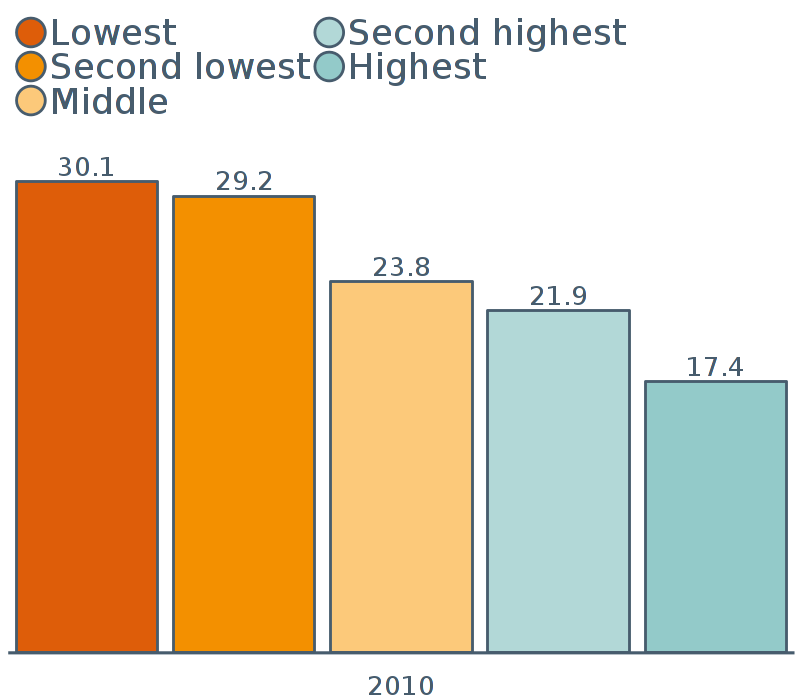 Lowest
Second lowest
Middle
Second highest
Highest
30.1
29.2
23.8
21.9
17.4
2010